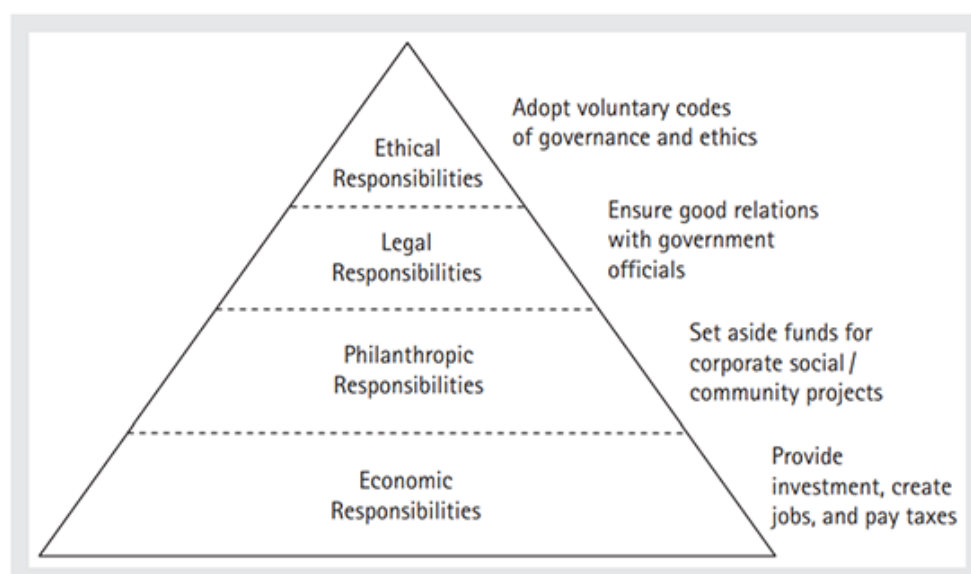 Adopt voluntary codes
of governance and ethics
Ethical
Responsibilities
Ensure good relations
with government
officials
Legal
Responsibilities
Set aside funds for
corporate social /
community projects
Philanthropic
Responsibilities
Provide
investment, create
jobs, and pay taxes
Economic
Responsibilities